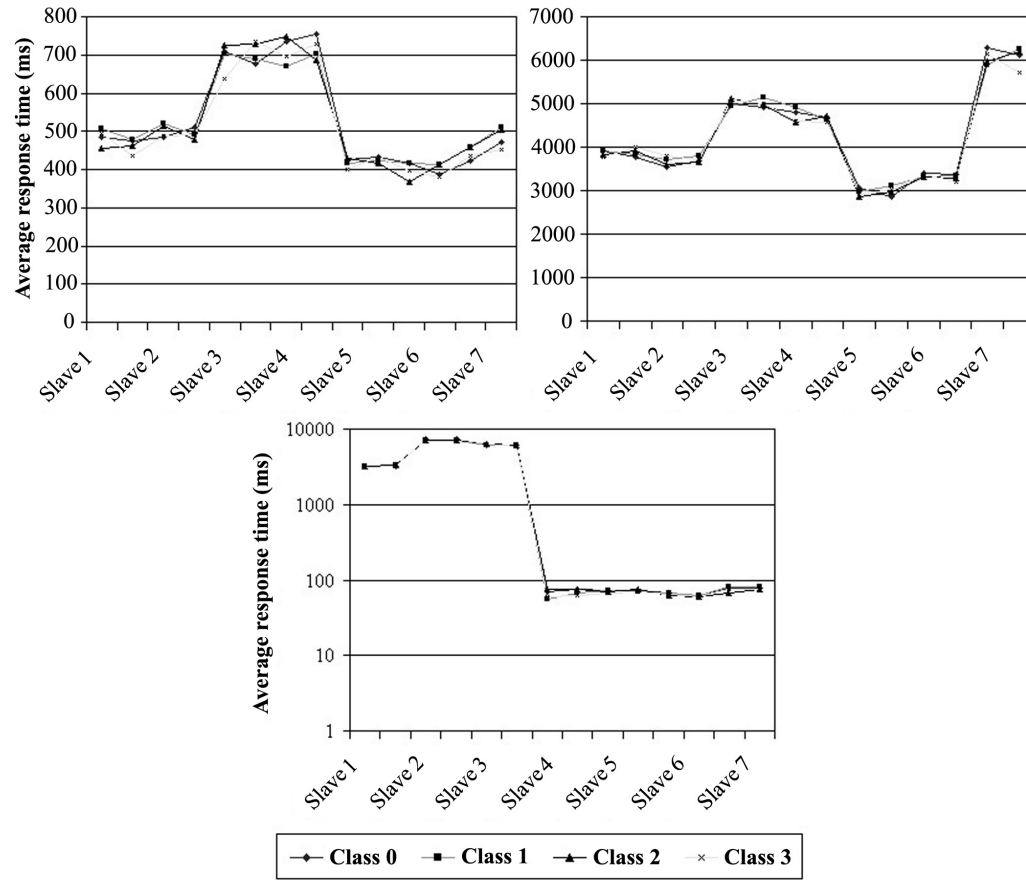 Average response time (ms)
800
700
600
500
400
300
200
100
0
Slave 1
Slave 2
Slave 3
Slave 4
Slave 5
Slave 6
Slave 7
7000
6000
5000
4000
3000
2000
1000
0
Slave 1
Slave 2
Slave 3
Slave 4
Slave 5
Slave 6
Slave 7
Average response time (ms)
10000
1000
100
10
1
Slave 1
Slave 2
Slave 3
Slave 4
Slave 5
Slave 6
Slave 7
Class 0 Class 1 Class 2 Class 3